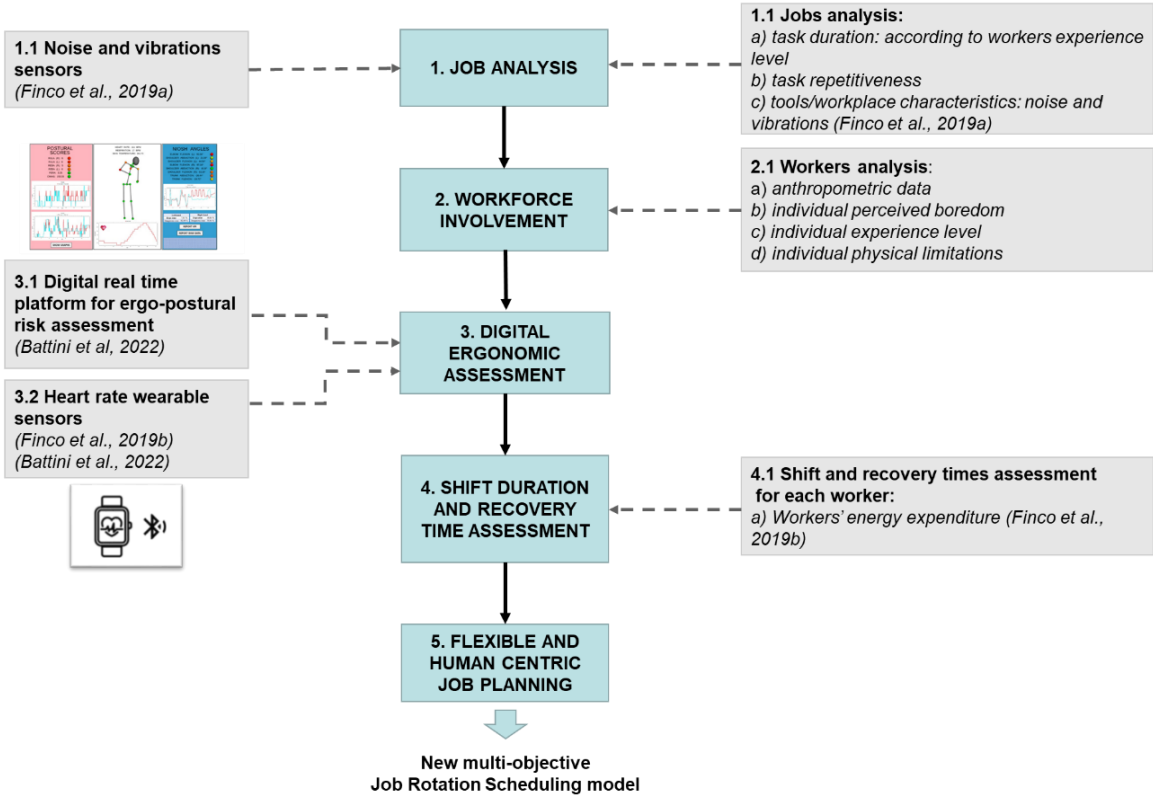 1.1 Noise and vibrations
sensors
(Finco et al., 2019a)
1. JOB ANALYSIS
1.1 Jobs analysis:
a) task duration: according to workers experience
level
b) task repetitiveness
c) tools/workplace characteristics: noise and
vibrations (Finco et al., 2019a)
POSTURAL
SCORES
2. WORKFORCE
INVOLVEMENT
2.1 Workers analysis:
a) anthropometric data
b) individual perceived boredom
c) individual experience level
d) individual physical limitations
3.1 Digital real time
platform for ergo-postural
risk assessment
(Battini et al, 2022)
3. DIGITAL
ERGONOMIC
ASSESSMENT
3.2 Heart rate wearable
sensors
(Finco et al., 2019b)
(Battini et al., 2022)
4. SHIFT DURATION
AND RECOVERY
TIME ASSESSMENT
4.1 Shift and recovery times assessment
for each worker:
a) Workers' energy expenditure (Finco et al.,
2019b)
5. FLEXIBLE AND
HUMAN CENTRIC
JOB PLANNING
New multi-objective
Job Rotation Scheduling model